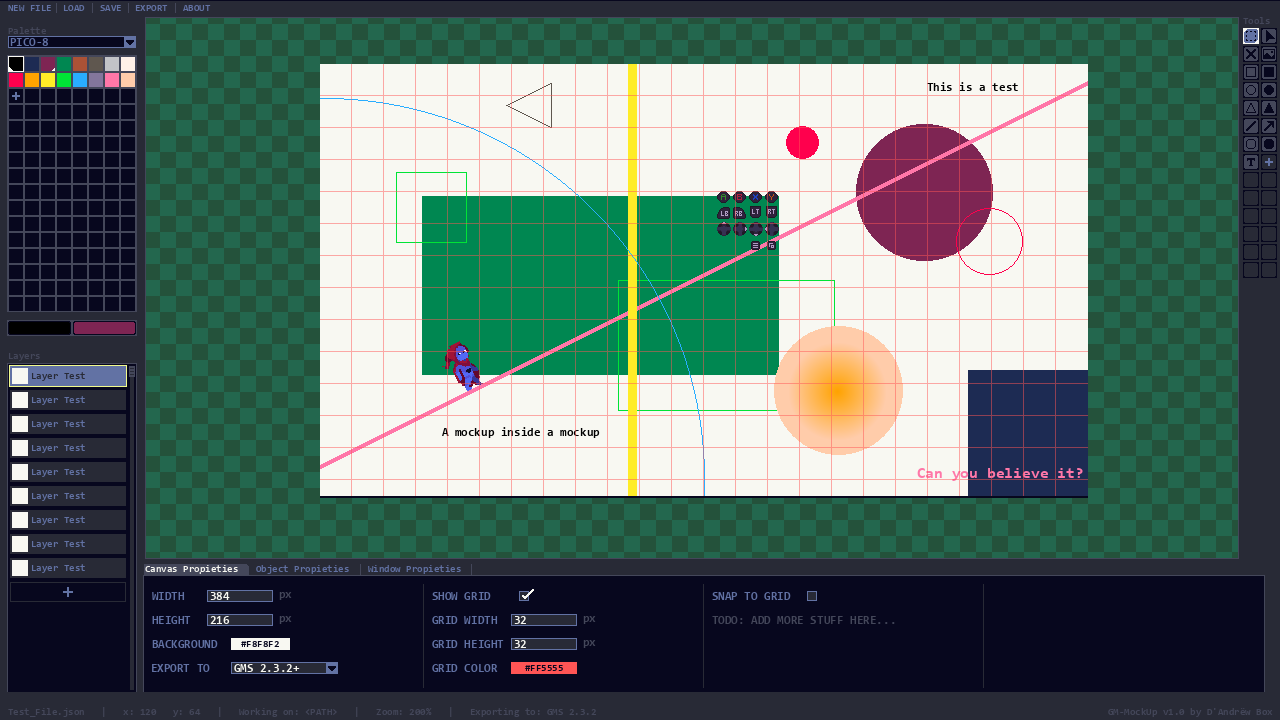 NEW FILE LOAD SAVE EXPORT ABOUT
Palette
PICO-8
Tools
This is a test
A B X Y
LB RB LT RT
A mockup inside a mockup
Can you believe it?
Layers
Layer Test
Layer Test
Layer Test
Layer Test
Layer Test
Layer Test
Layer Test
Layer Test
Layer Test
Canvas Propieties Object Propieties Window Propieties
WIDTH 384 px
HEIGHT 216 px
BACKGROUND #F8F8F2
EXPORT TO GMS 2.3.2+
SHOW GRID
GRID WIDTH 32 px
GRID HEIGHT 32 px
GRID COLOR #FF5555
SNAP TO GRID
TODO: ADD MORE STUFF HERE...
Test_File.json | x: 120 y: 64 | Working on: <PATH> | Zoom: 200% | Exporting to: GMS 2.3.2
GM-MockUp v1.0 by D'Andrew Box